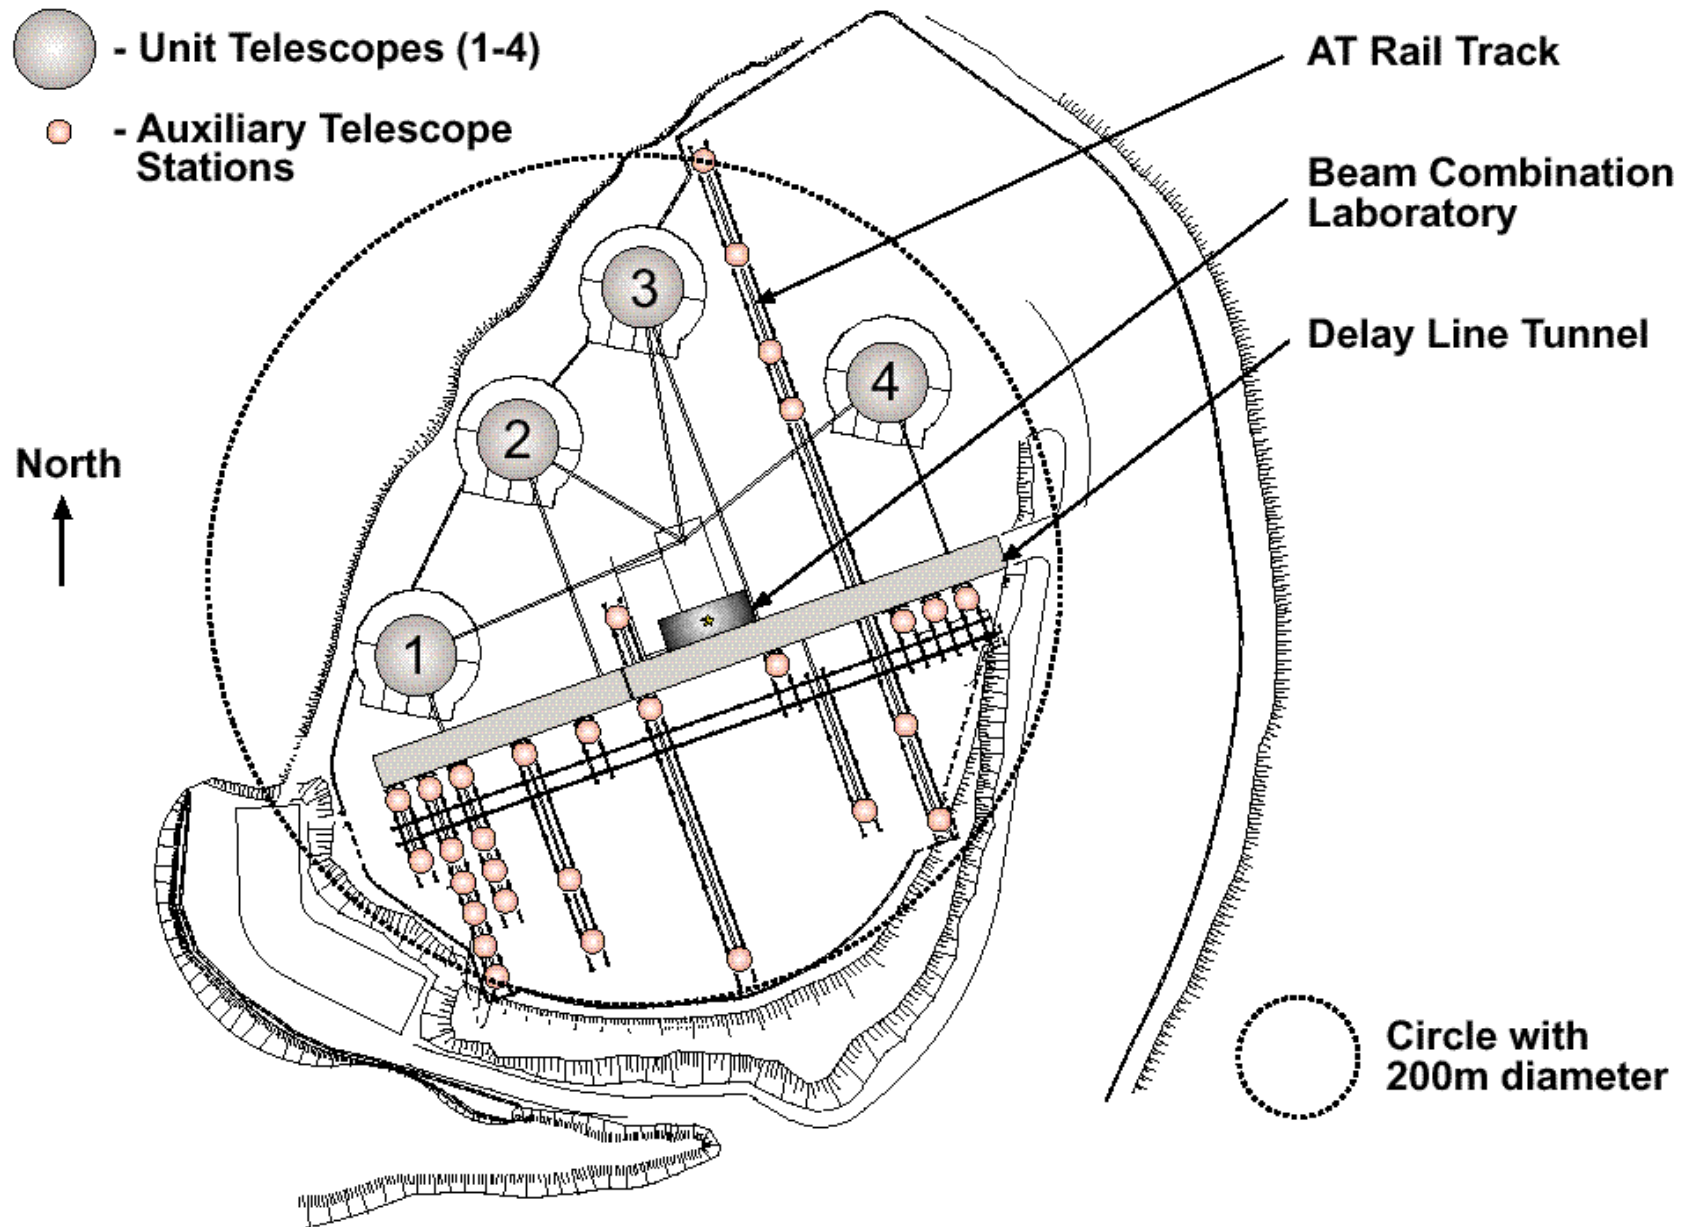 - Unit Telescopes (1-4)
- Auxiliary Telescope
Stations
AT Rail Track
Beam Combination
Laboratory
Delay Line Tunnel
3
4
2
North
1
Circle with
200m diameter